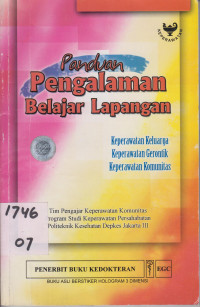 KEPERAWATAN
Panduan
Pengalaman
Belajar Lapangan
Keperawatan Keluarga
Keperawatan Gerontik
Keperawatan Komunitas
Tim Pengajar Keperawatan Komunitas
Program Studi Keperawatan Persahabatan
Politeknik Kesehatan Depkes Jakarta III
1746
07
PENERBIT BUKU KEDOKTERAN EGC
BUKU ASLI BERSTIKER HOLOGRAM 3 DIMENSI